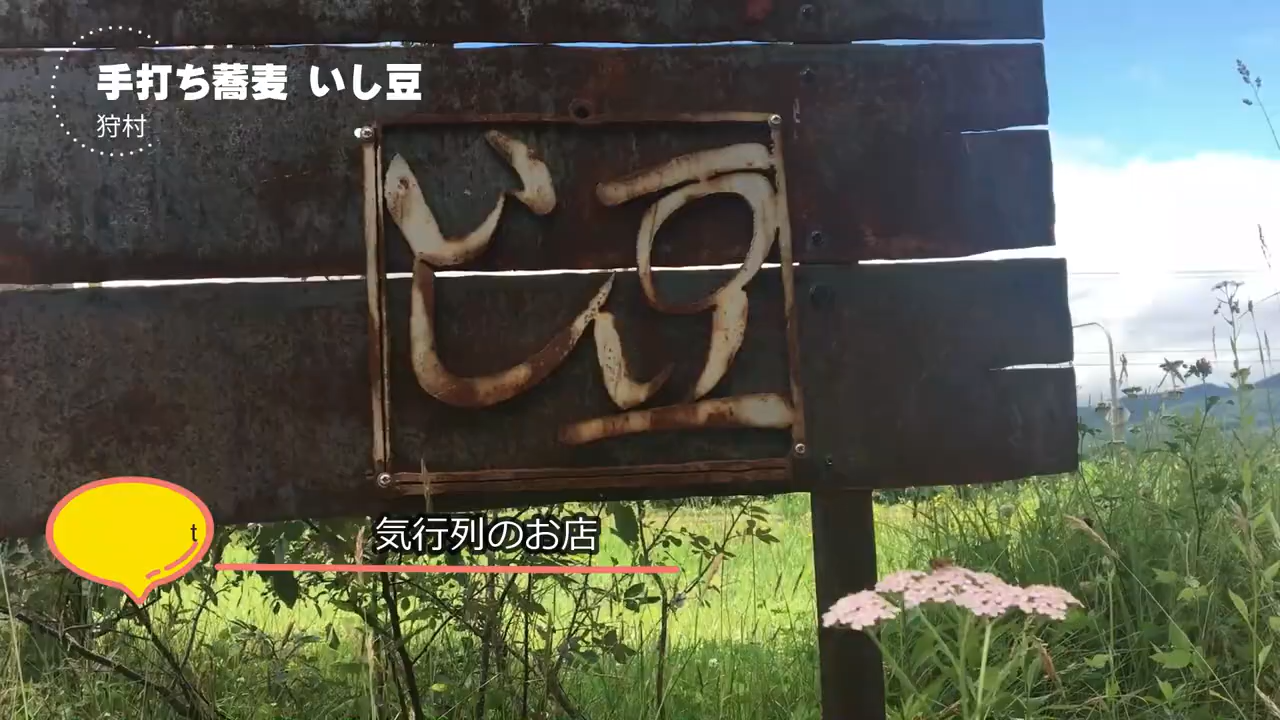 手打ち蕎麦 いし豆
狩村
いし豆
t
気行列のお店